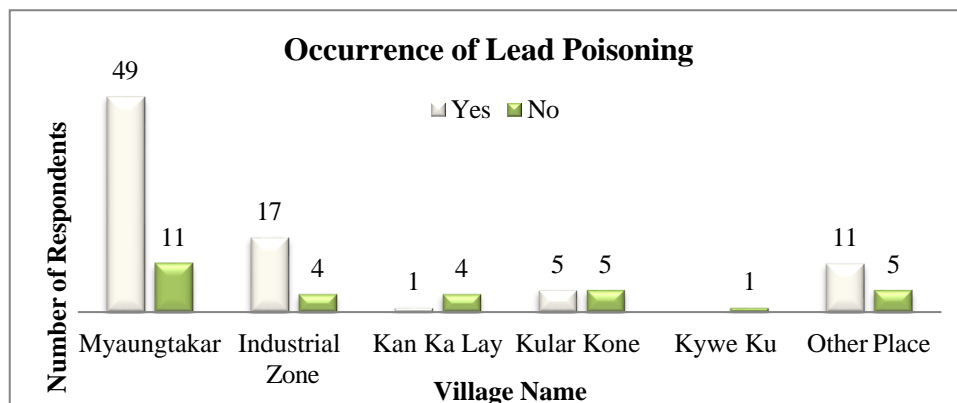 Occurrence of Lead Poisoning
Yes No
Number of Respondents
49 11 17 4 1 4 5 5 1 11 5
Myaungtakar Industrial Zone Kan Ka Lay Kular Kone Kywe Ku Other Place
Village Name